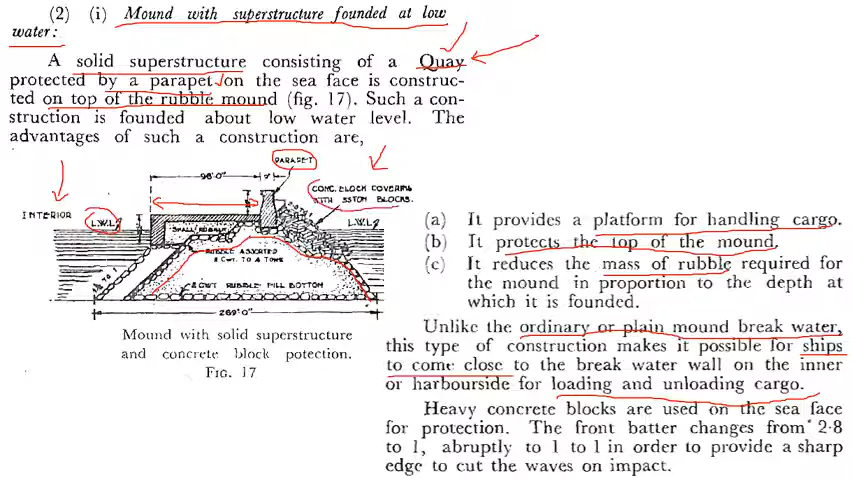 (2) (i) Mound with superstructure founded at low
water:
A solid superstructure consisting of a Quay
protected by a parapet on the sea face is construc-
ted on top of the rubble mound (fig. 17). Such a con-
struction is founded about low water level. The
advantages of such a construction are,
PARAPET
96'-0"
9'
CONC. BLOCK COVERING
WITH 35TON BLOCKS.
INTERIOR
L.W.L
L.W.L
SMALL RUBBLE
RUBBLE ASSORTED
2 CWT. TO 4 TONS
2 CWT RUBBLE FILL BOTTOM
269'-0"
Mound with solid superstructure
and concrete block potection.
FIG. 17
(a) It provides a platform for handling cargo.
(b) It protects the top of the mound.
(c) It reduces the mass of rubble required for
the mound in proportion to the depth at
which it is founded.
Unlike the ordinary or plain mound break water,
this type of construction makes it possible for ships
to come close to the break water wall on the inner
or harbourside for loading and unloading cargo.
Heavy concrete blocks are used on the sea face
for protection. The front batter changes from 2·8
to 1, abruptly to 1 to 1 in order to provide a sharp
edge to cut the waves on impact.